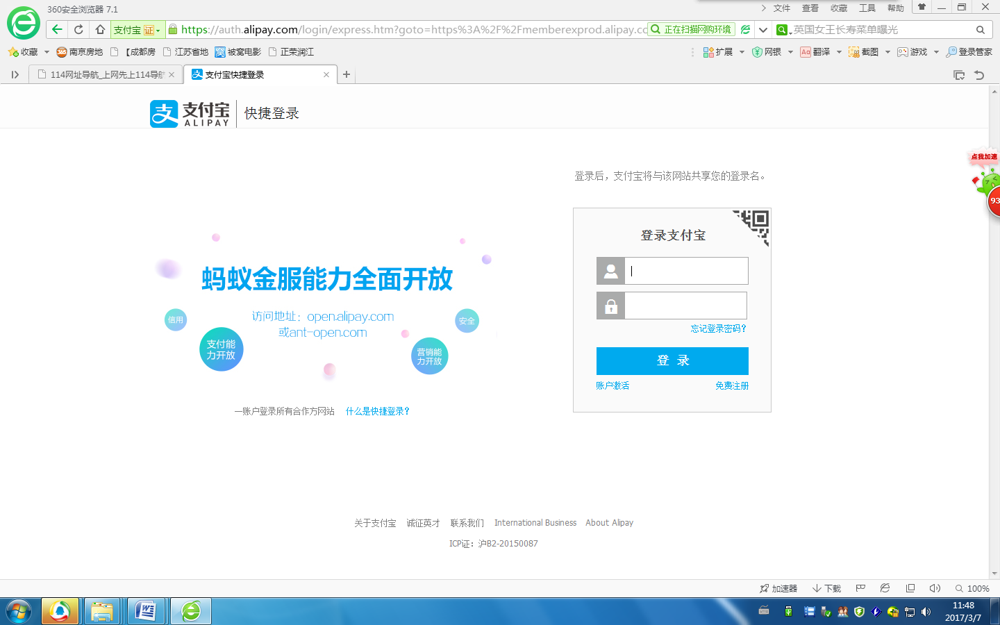 360安全浏览器 7.1
文件 查看 收藏 工具 帮助
支付宝 证 https://auth.alipay.com/login/express.htm?goto=https%3A%2F%2Fmemberexprod.alipay.cc 正在扫描网购环境 英国女王长寿菜单曝光
收藏 南京房地 【成都房 江苏省地 被窝电影 正荣润江 扩展 网银 翻译 截图 游戏 登录管家
114网址导航_上网先上114导航 支付宝快捷登录
支付宝 ALIPAY 快捷登录
点我加速
93
登录后，支付宝将与该网站共享您的登录名。
登录支付宝
忘记登录密码?
登 录
账户激活 免费注册
蚂蚁金服能力全面开放
访问地址：open.alipay.com
或ant-open.com
信用
支付能
力开放
安全
营销能
力开放
一账户登录所有合作方网站 什么是快捷登录?
关于支付宝 诚征英才 联系我们 International Business About Alipay
ICP证：沪B2-20150087
加速器 下载 100%
11:48
2017/3/7